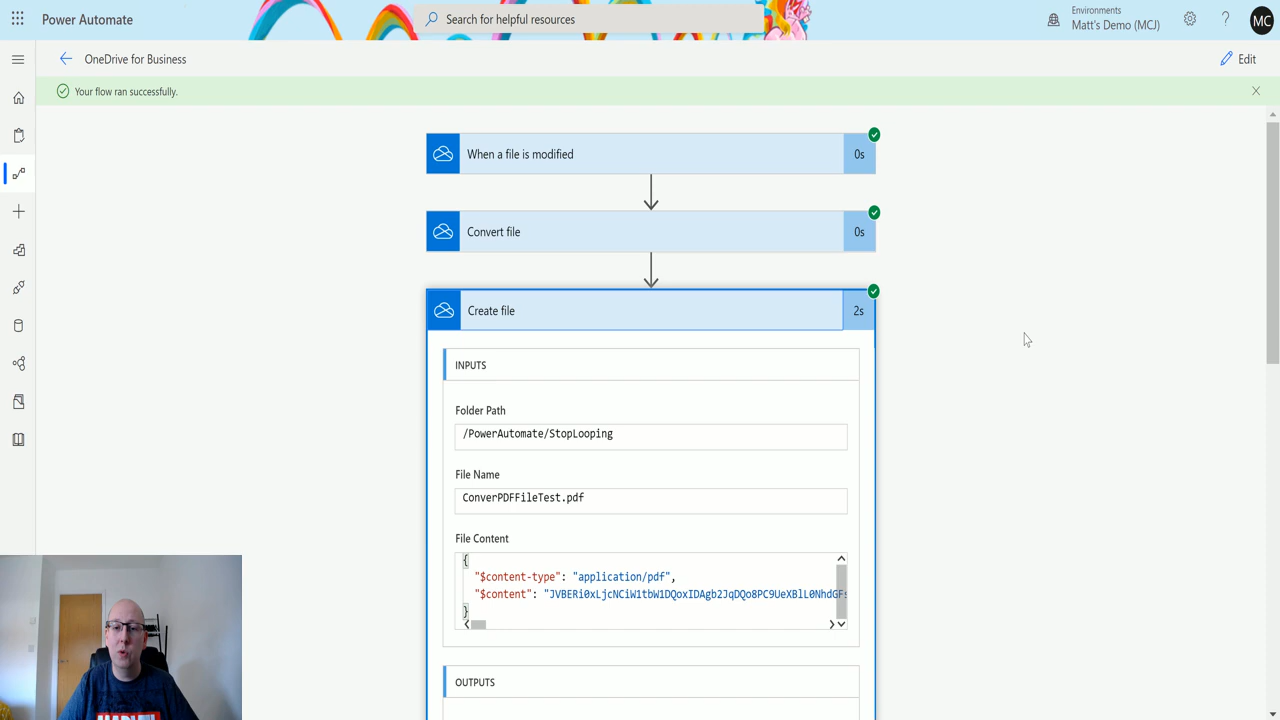 Power Automate
Search for helpful resources
Environments
Matt's Demo (MCJ)
MC
OneDrive for Business
Edit
Your flow ran successfully.
When a file is modified
0s
Convert file
0s
Create file
2s
INPUTS
Folder Path
/PowerAutomate/StopLooping
File Name
ConverPDFFileTest.pdf
File Content
{
"$content-type": "application/pdf",
"$content": "JVBERi0xLjcNCiW1tbW1DQoxIDAgb2JqDQo8PC9UeXBlL0NhdGFs
}
OUTPUTS
MARVEL